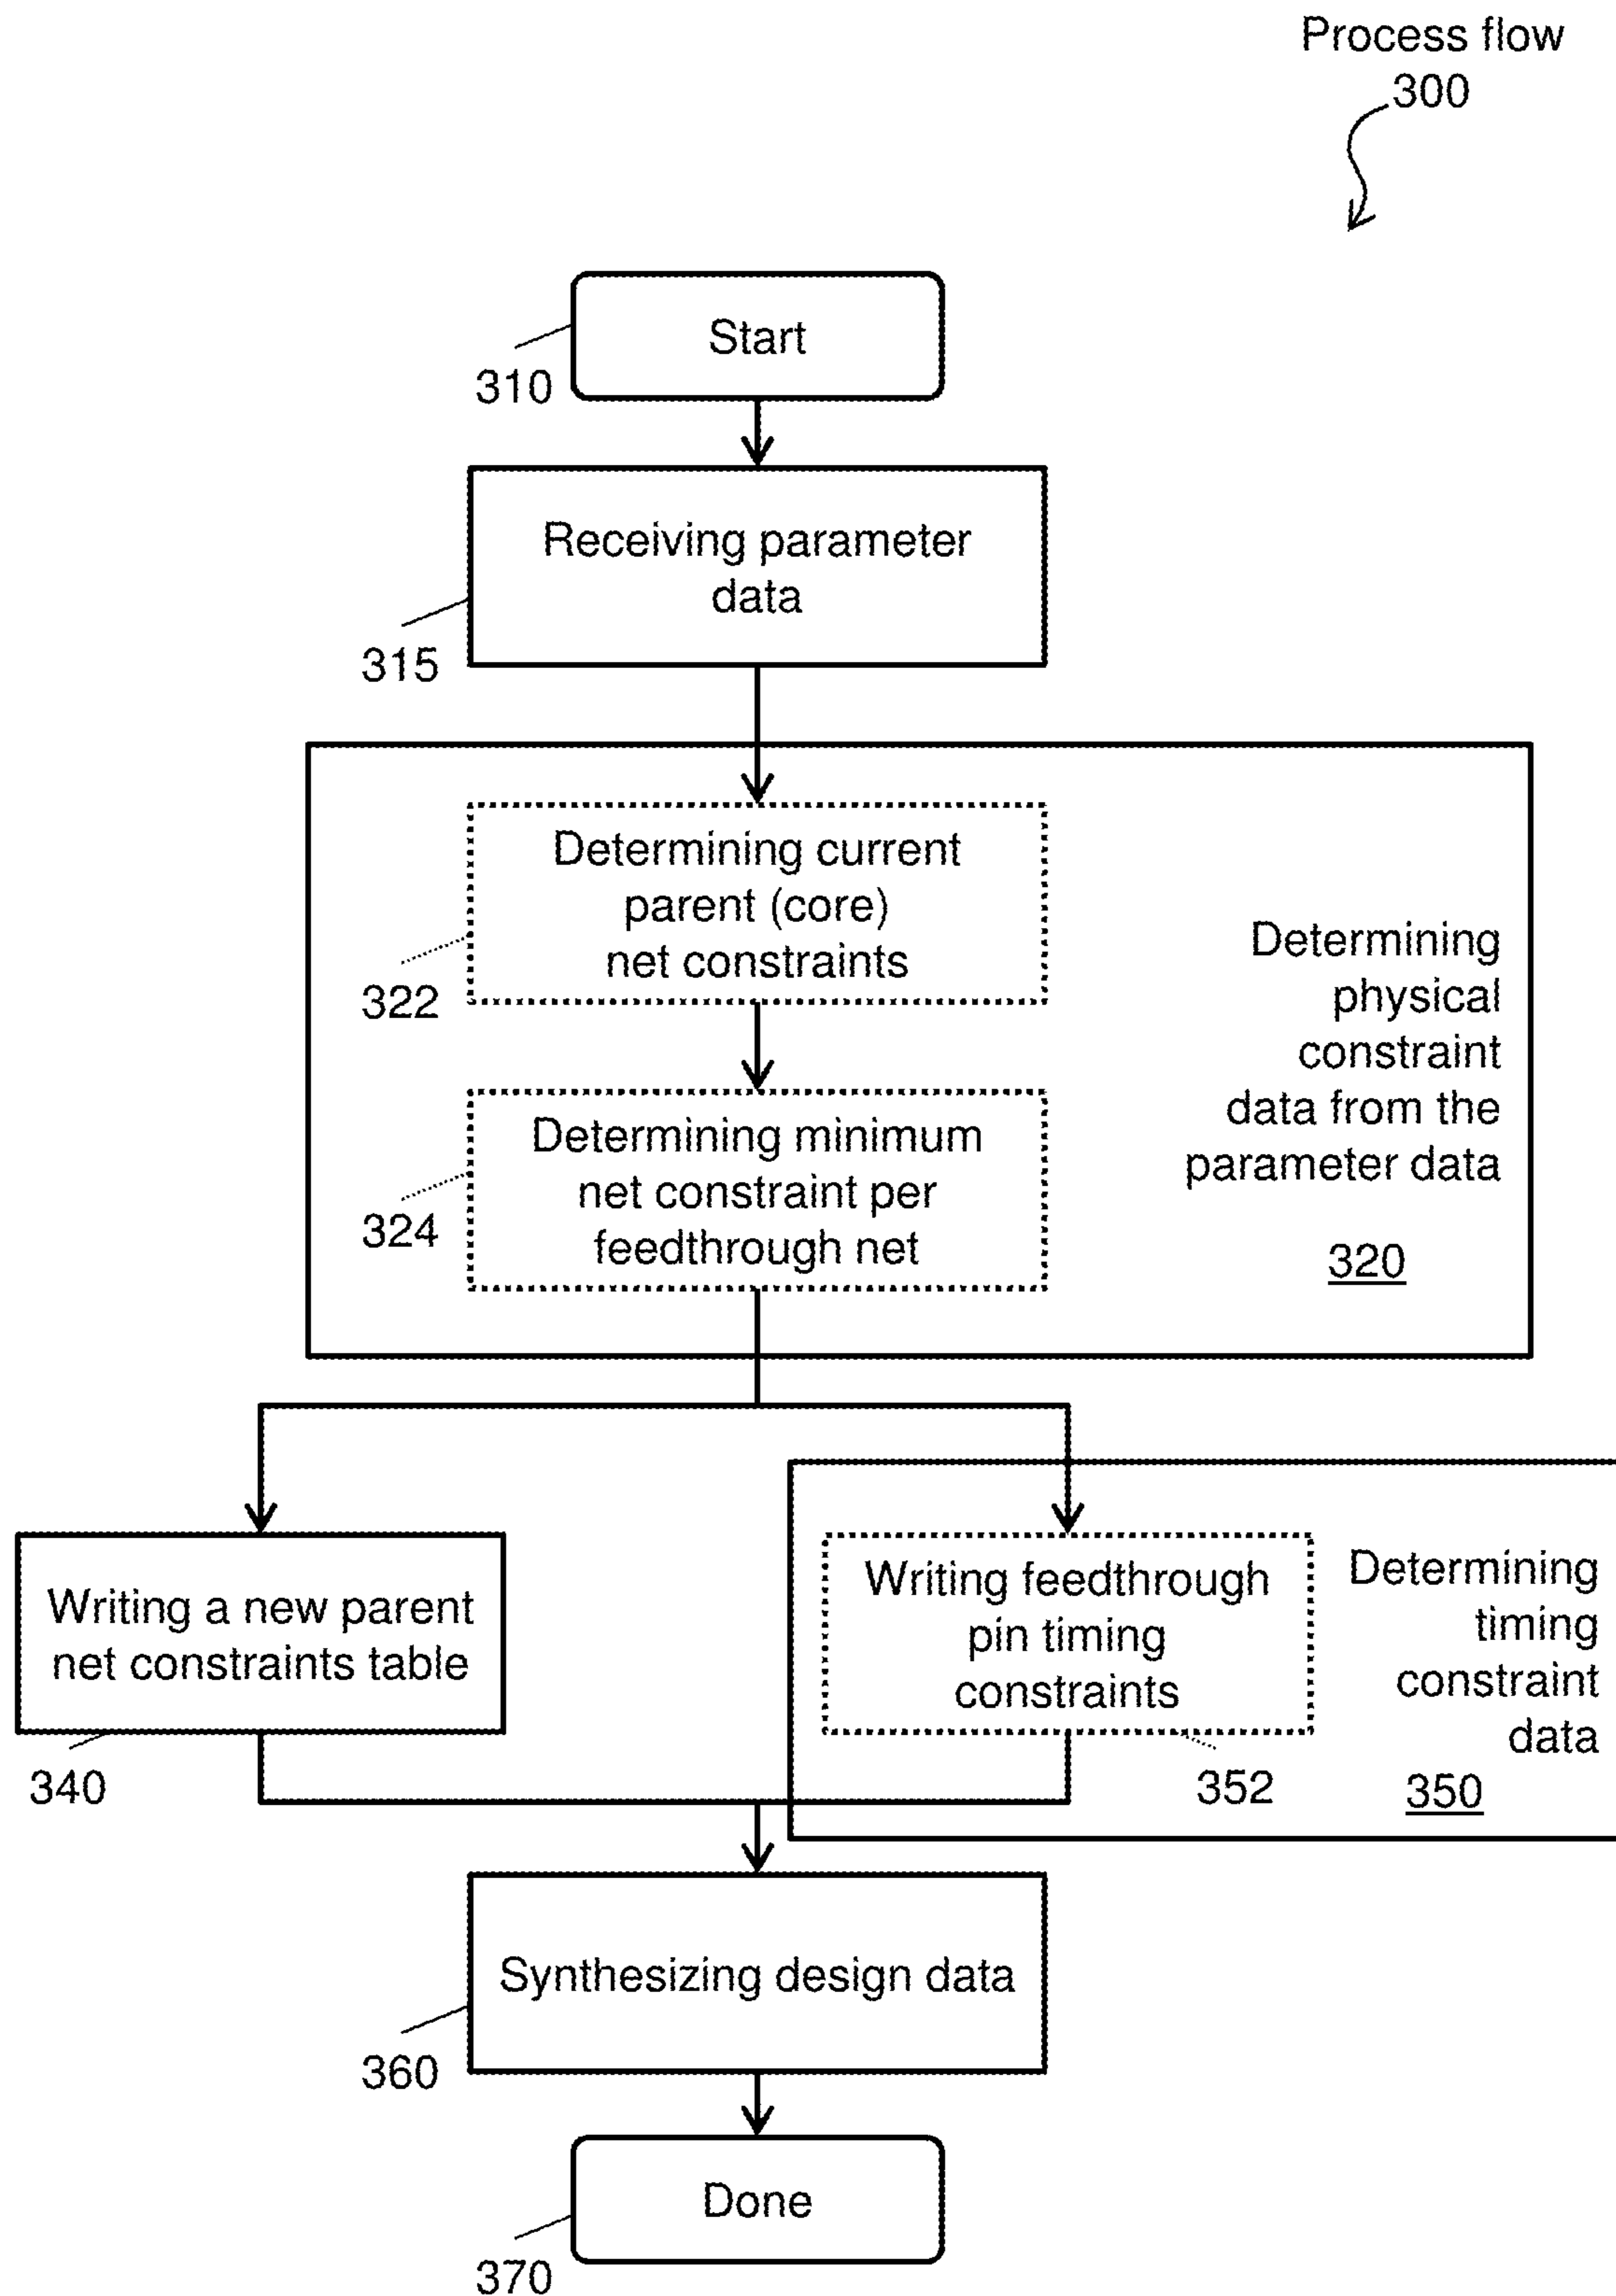 Process flow
300
Start
310
Receiving parameter
data
315
Determining current
parent (core)
net constraints
322
Determining minimum
net constraint per
feedthrough net
324
Determining
physical
constraint
data from the
parameter data
320
Writing a new parent
net constraints table
340
Writing feedthrough
pin timing
constraints
352
Determining
timing
constraint
data
350
Synthesizing design data
360
Done
370